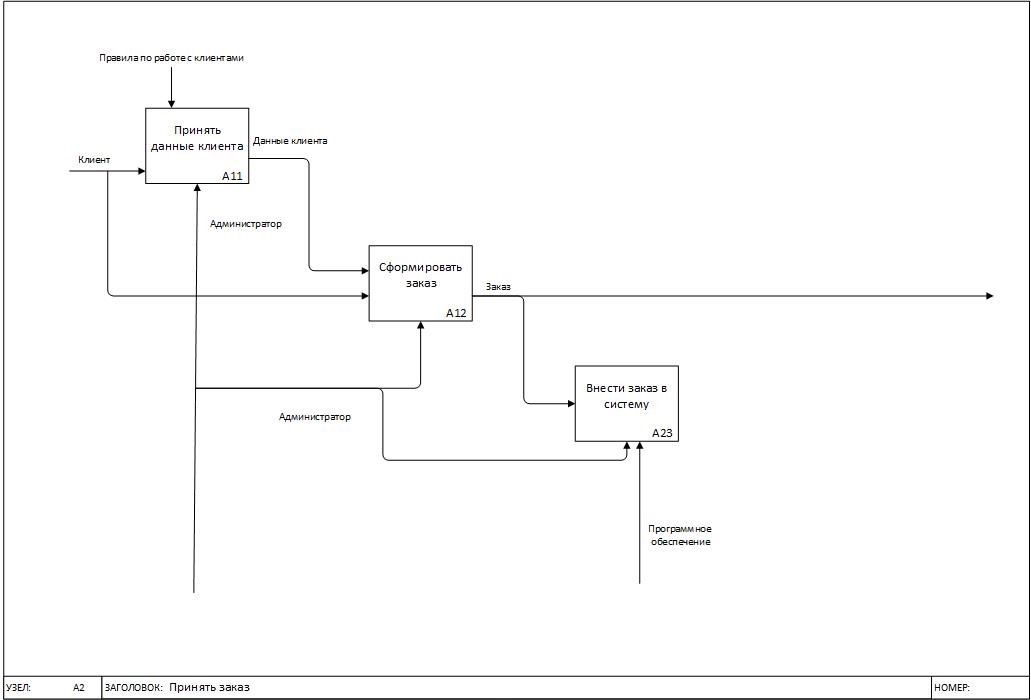 Правила по работе с клиентами
Принять
данные клиента
A11
Данные клиента
Клиент
Администратор
Сформировать
заказ
A12
Заказ
Внести заказ в
систему
A23
Администратор
Программное
обеспечение
УЗЕЛ: A2 ЗАГОЛОВОК: Принять заказ НОМЕР: